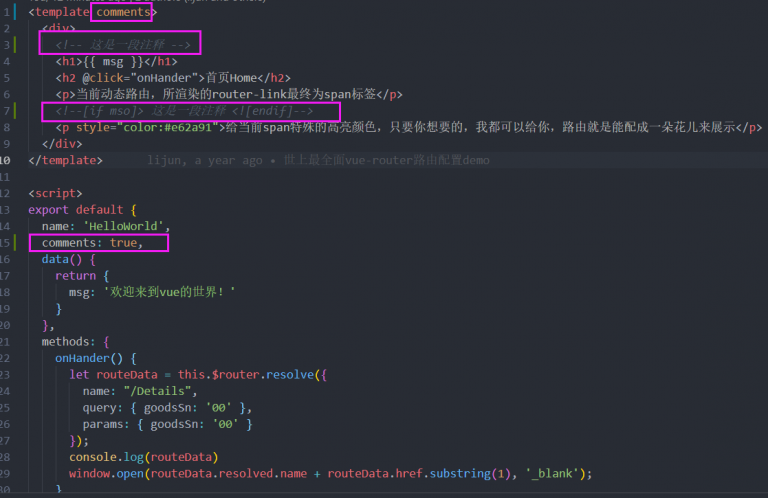 1 <template comments>
2 <div>
3 <!-- 这是一段注释 -->
4 <h1>{{ msg }}</h1>
5 <h2 @click="onHander">首页Home</h2>
6 <p>当前动态路由，所渲染的router-link最终为span标签</p>
7 <!--[if mso]> 这是一段注释 <![endif]-->
8 <p style="color:#e62a91">给当前span特殊的高亮颜色，只要你想要的，我都可以给你，路由就是能配成一朵花儿来展示</p>
9 </div>
10 </template> lijun, a year ago • 世上最全面vue-router路由配置demo
11
12 <script>
13 export default {
14 name: 'HelloWorld',
15 comments: true,
16 data() {
17 return {
18 msg: '欢迎来到vue的世界！'
19 }
20 },
21 methods: {
22 onHander() {
23 let routeData = this.$router.resolve({
24 name: "/Details",
25 query: { goodsSn: '00' },
26 params: { goodsSn: '00' }
27 });
28 console.log(routeData)
29 window.open(routeData.resolved.name + routeData.href.substring(1), '_blank');
}